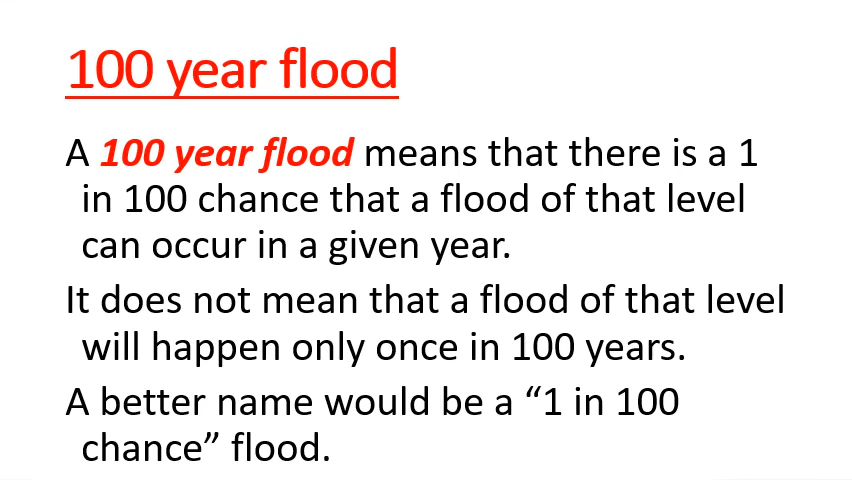 100 year flood
A 100 year flood means that there is a 1
in 100 chance that a flood of that level
can occur in a given year.
It does not mean that a flood of that level
will happen only once in 100 years.
A better name would be a “1 in 100
chance” flood.